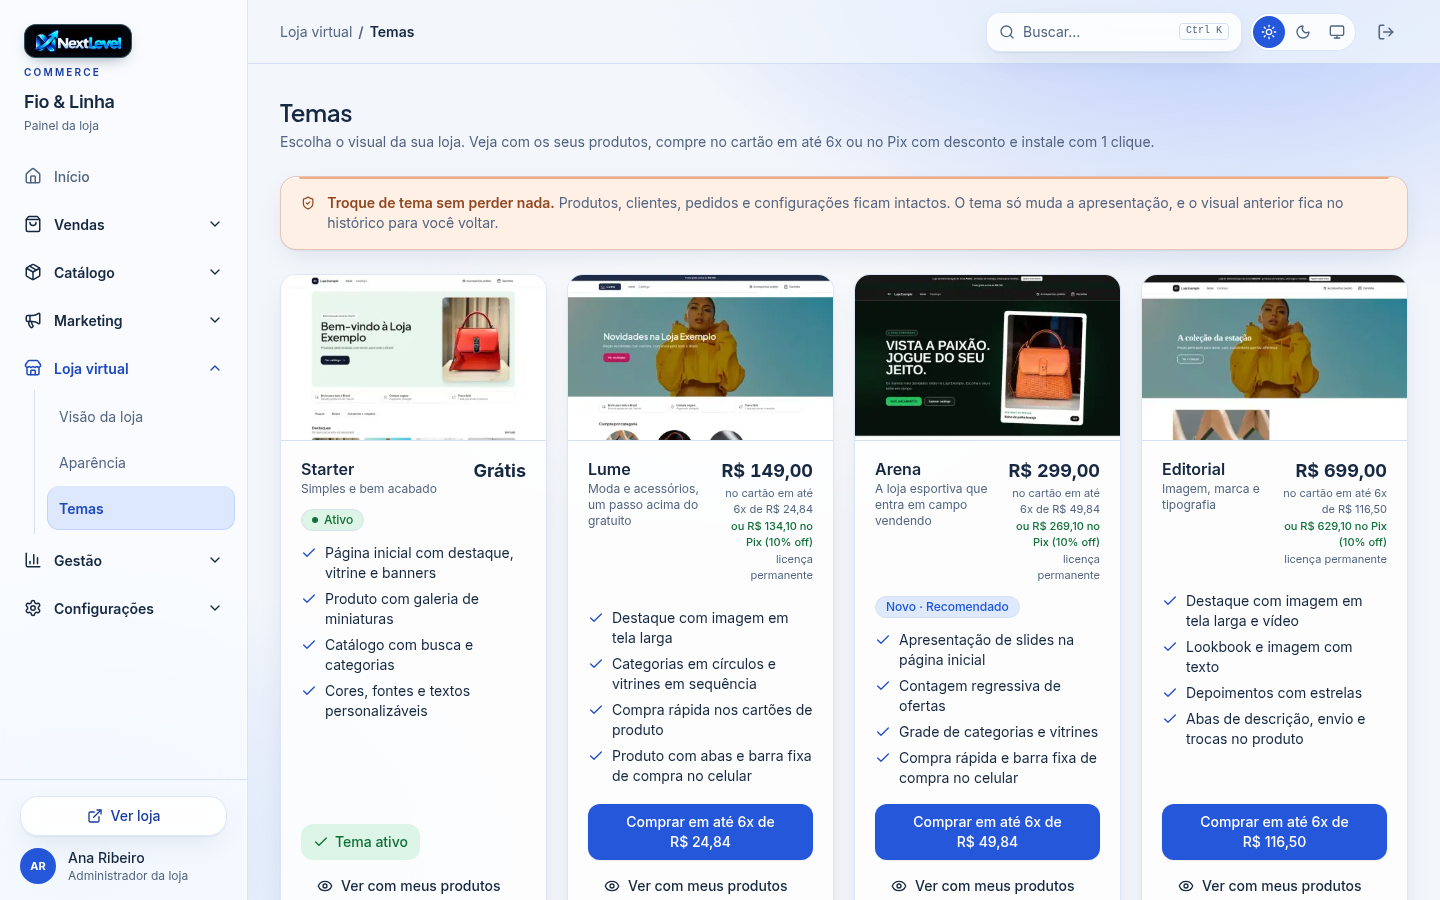 NextLevel
COMMERCE
Fio & Linha
Painel da loja
Início
Vendas
Catálogo
Marketing
Loja virtual
Visão da loja
Aparência
Temas
Gestão
Configurações
Ver loja
AR
Ana Ribeiro
Administrador da loja
Loja virtual / Temas
Buscar...
Ctrl K
Temas
Escolha o visual da sua loja. Veja com os seus produtos, compre no cartão em até 6x ou no Pix com desconto e instale com 1 clique.
Troque de tema sem perder nada. Produtos, clientes, pedidos e configurações ficam intactos. O tema só muda a apresentação, e o visual anterior fica no
histórico para você voltar.
Bem-vindo à Loja
Exemplo
Starter
Grátis
Simples e bem acabado
Ativo
Página inicial com destaque,
vitrine e banners
Produto com galeria de
miniaturas
Catálogo com busca e
categorias
Cores, fontes e textos
personalizáveis
Tema ativo
Ver com meus produtos
Novidades na Loja Exemplo
Compre por categoria
Lume
R$ 149,00
Moda e acessórios,
um passo acima do
gratuito
no cartão em até
6x de R$ 24,84
ou R$ 134,10 no
Pix (10% off)
licença
permanente
Destaque com imagem em
tela larga
Categorias em círculos e
vitrines em sequência
Compra rápida nos cartões de
produto
Produto com abas e barra fixa
de compra no celular
Comprar em até 6x de
R$ 24,84
Ver com meus produtos
VISTA A PAIXÃO.
JOGUE DO SEU
JEITO.
Arena
R$ 299,00
A loja esportiva que
entra em campo
vendendo
no cartão em até
6x de R$ 49,84
ou R$ 269,10 no
Pix (10% off)
licença
permanente
Novo · Recomendado
Apresentação de slides na
página inicial
Contagem regressiva de
ofertas
Grade de categorias e vitrines
Compra rápida e barra fixa de
compra no celular
Comprar em até 6x de
R$ 49,84
Ver com meus produtos
A coleção da estação
Editorial
R$ 699,00
Imagem, marca e
tipografia
no cartão em até 6x
de R$ 116,50
ou R$ 629,10 no Pix
(10% off)
licença permanente
Destaque com imagem em
tela larga e vídeo
Lookbook e imagem com
texto
Depoimentos com estrelas
Abas de descrição, envio e
trocas no produto
Comprar em até 6x de
R$ 116,50
Ver com meus produtos